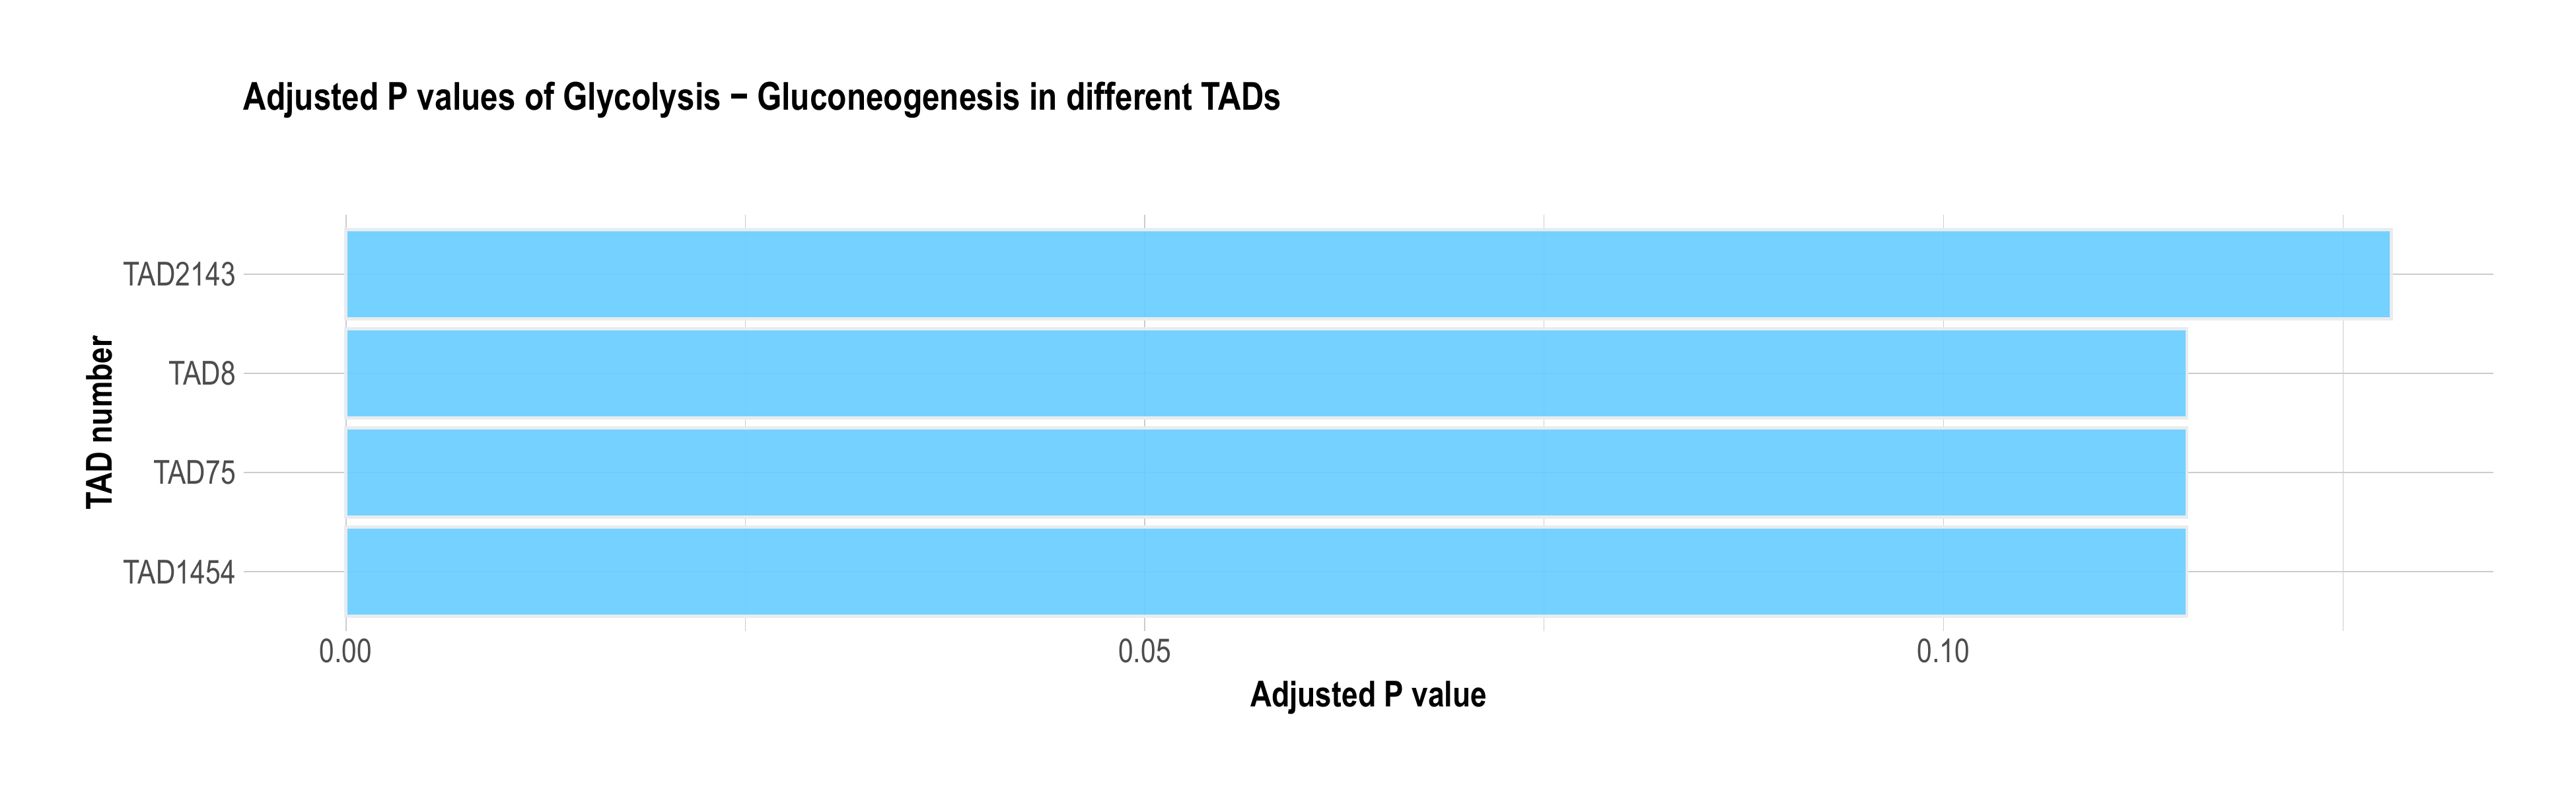 Adjusted P values of Glycolysis − Gluconeogenesis in different TADs
TAD number
TAD2143
TAD8
TAD75
TAD1454
0.00 0.05 0.10
Adjusted P value